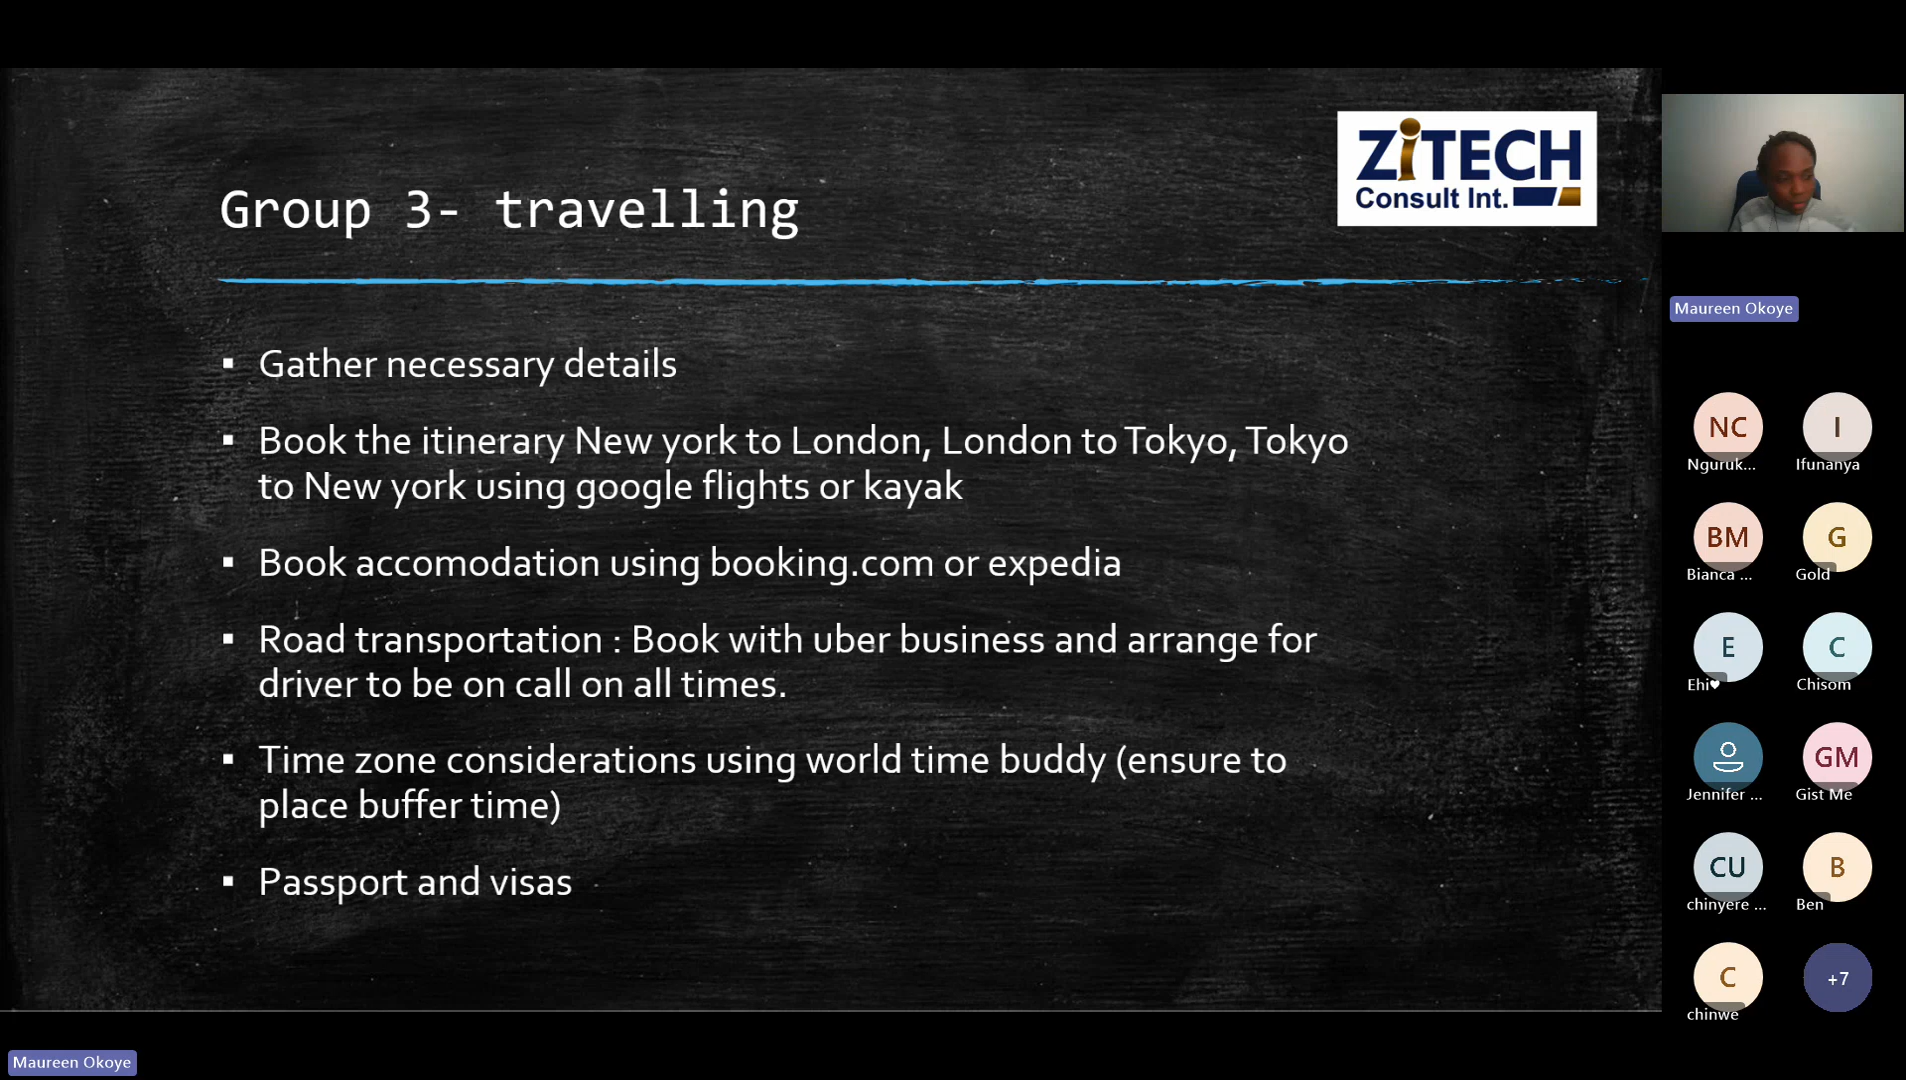 ZiTECH
Consult Int.
Group 3- travelling
▪ Gather necessary details
▪ Book the itinerary New york to London, London to Tokyo, Tokyo
to New york using google flights or kayak
▪ Book accomodation using booking.com or expedia
▪ Road transportation : Book with uber business and arrange for
driver to be on call on all times.
▪ Time zone considerations using world time buddy (ensure to
place buffer time)
▪ Passport and visas
Maureen Okoye
NC
I
Nguruk...
Ifunanya
BM
G
Bianca ...
Gold
E
C
Ehi♥
Chisom
GM
Jennifer ...
Gist Me
CU
B
chinyere ...
Ben
C
+7
chinwe
Maureen Okoye